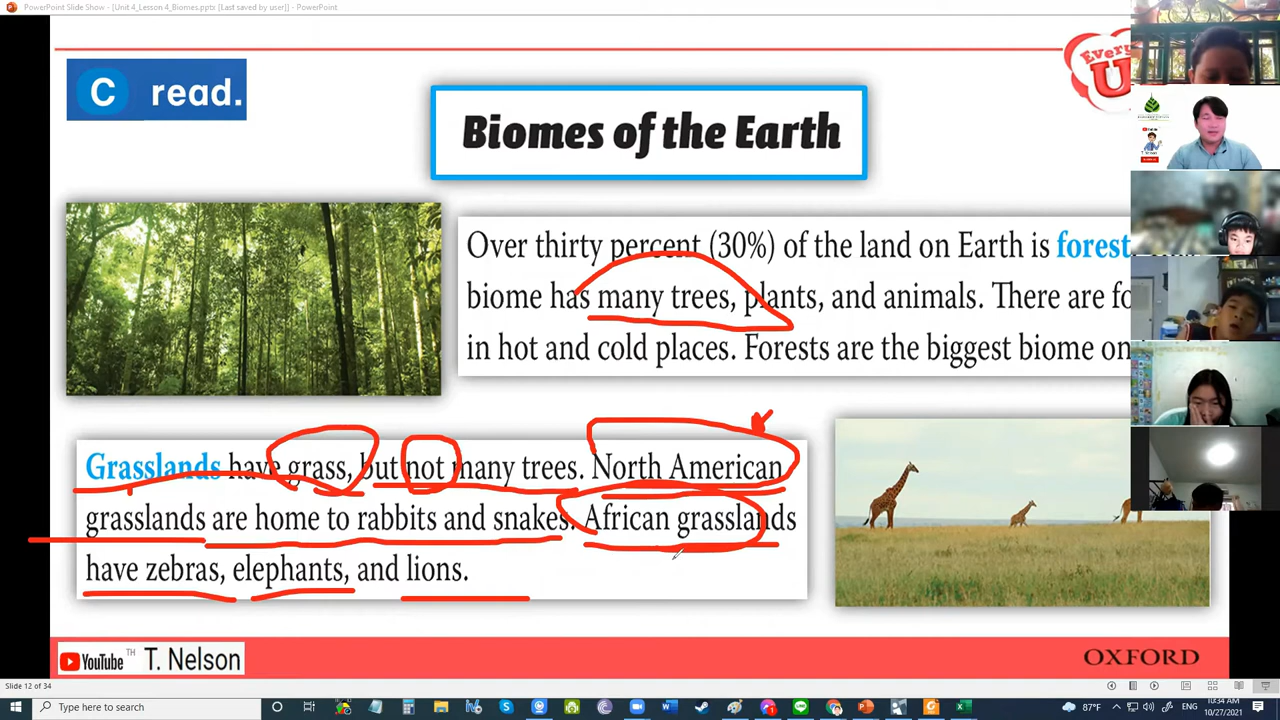 PowerPoint Slide Show - [Unit 4_Lesson 4_Biomes.pptx [Last saved by user]] - PowerPoint
C read.
Every
U
Biomes of the Earth
Over thirty percent (30%) of the land on Earth is forest
biome has many trees, plants, and animals. There are fo
in hot and cold places. Forests are the biggest biome on
Grasslands have grass, but not many trees. North American
grasslands are home to rabbits and snakes. African grasslands
have zebras, elephants, and lions.
YouTube TH T. Nelson
OXFORD
Slide 12 of 34
Type here to search
87°F
ENG
10:34 AM
10/27/2021